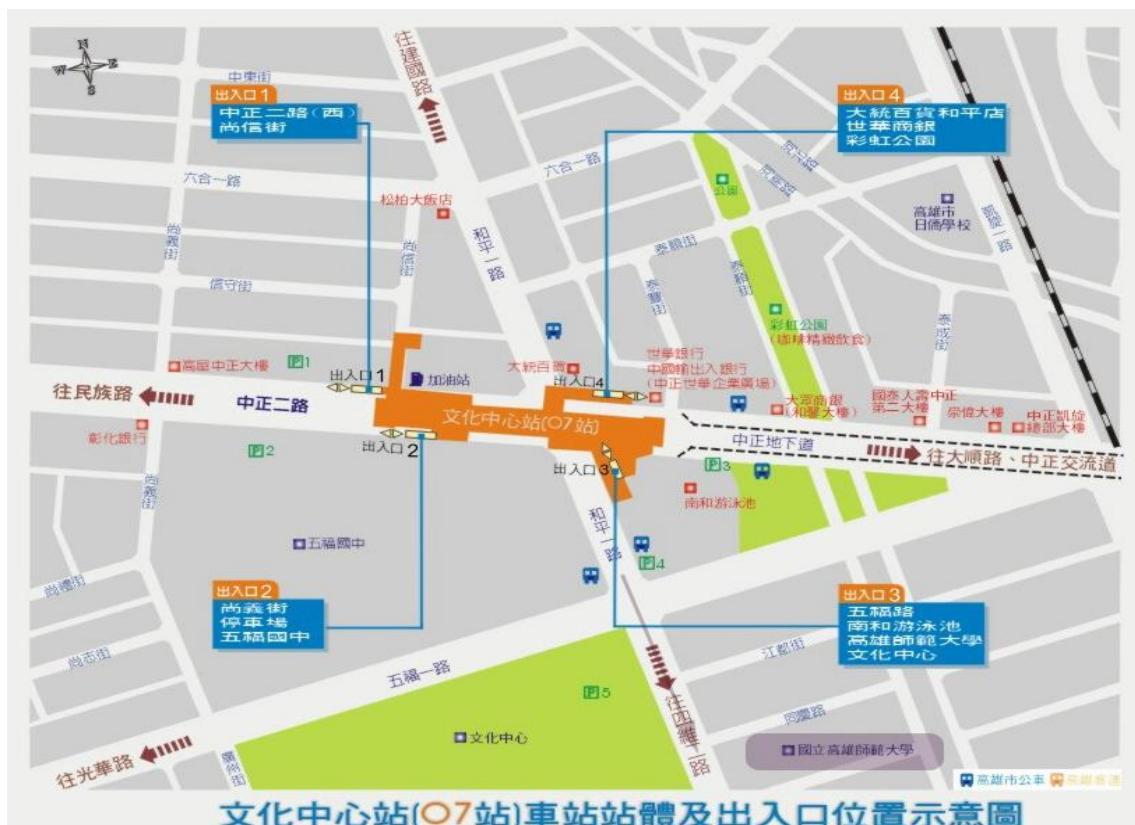 N
W
E
S
中東街
出入口1
中正二路(西)
尚信街
往建國路
出入口4
大統百貨和平店
世華商銀
彩虹公園
六合一路
六合一路
松柏大飯店
和平一路
公園
高雄市
日僑學校
凱旋一路
尚義街
尚信街
信守街
泰順街
泰順街
泰豐街
泰成街
彩虹公園
(咖啡精緻飲食)
高屋中正大樓
P1
出入口1
加油站
大統百貨
出入口4
世華銀行
中國輸出入銀行
(中正世華企業廣場)
往民族路
中正二路
文化中心站(O7站)
大眾商銀
(和馨大樓)
國泰人壽中正
第二大樓
崇偉大樓
中正凱旋
總部大樓
彰化銀行
P2
出入口2
出入口3
中正地下道
往大順路、中正交流道
P3
南和游泳池
尚義街
五福國中
和平一路
P4
尚禮街
出入口2
尚義街
停車場
五福國中
出入口3
五福路
南和游泳池
高雄師範大學
文化中心
尚志街
五福一路
江都街
P5
同慶路
往四維二路
文化中心
國立高雄師範大學
往光華路
廣州街
高雄市公車
高雄客運
文化中心站(O7站)車站站體及出入口位置示意圖